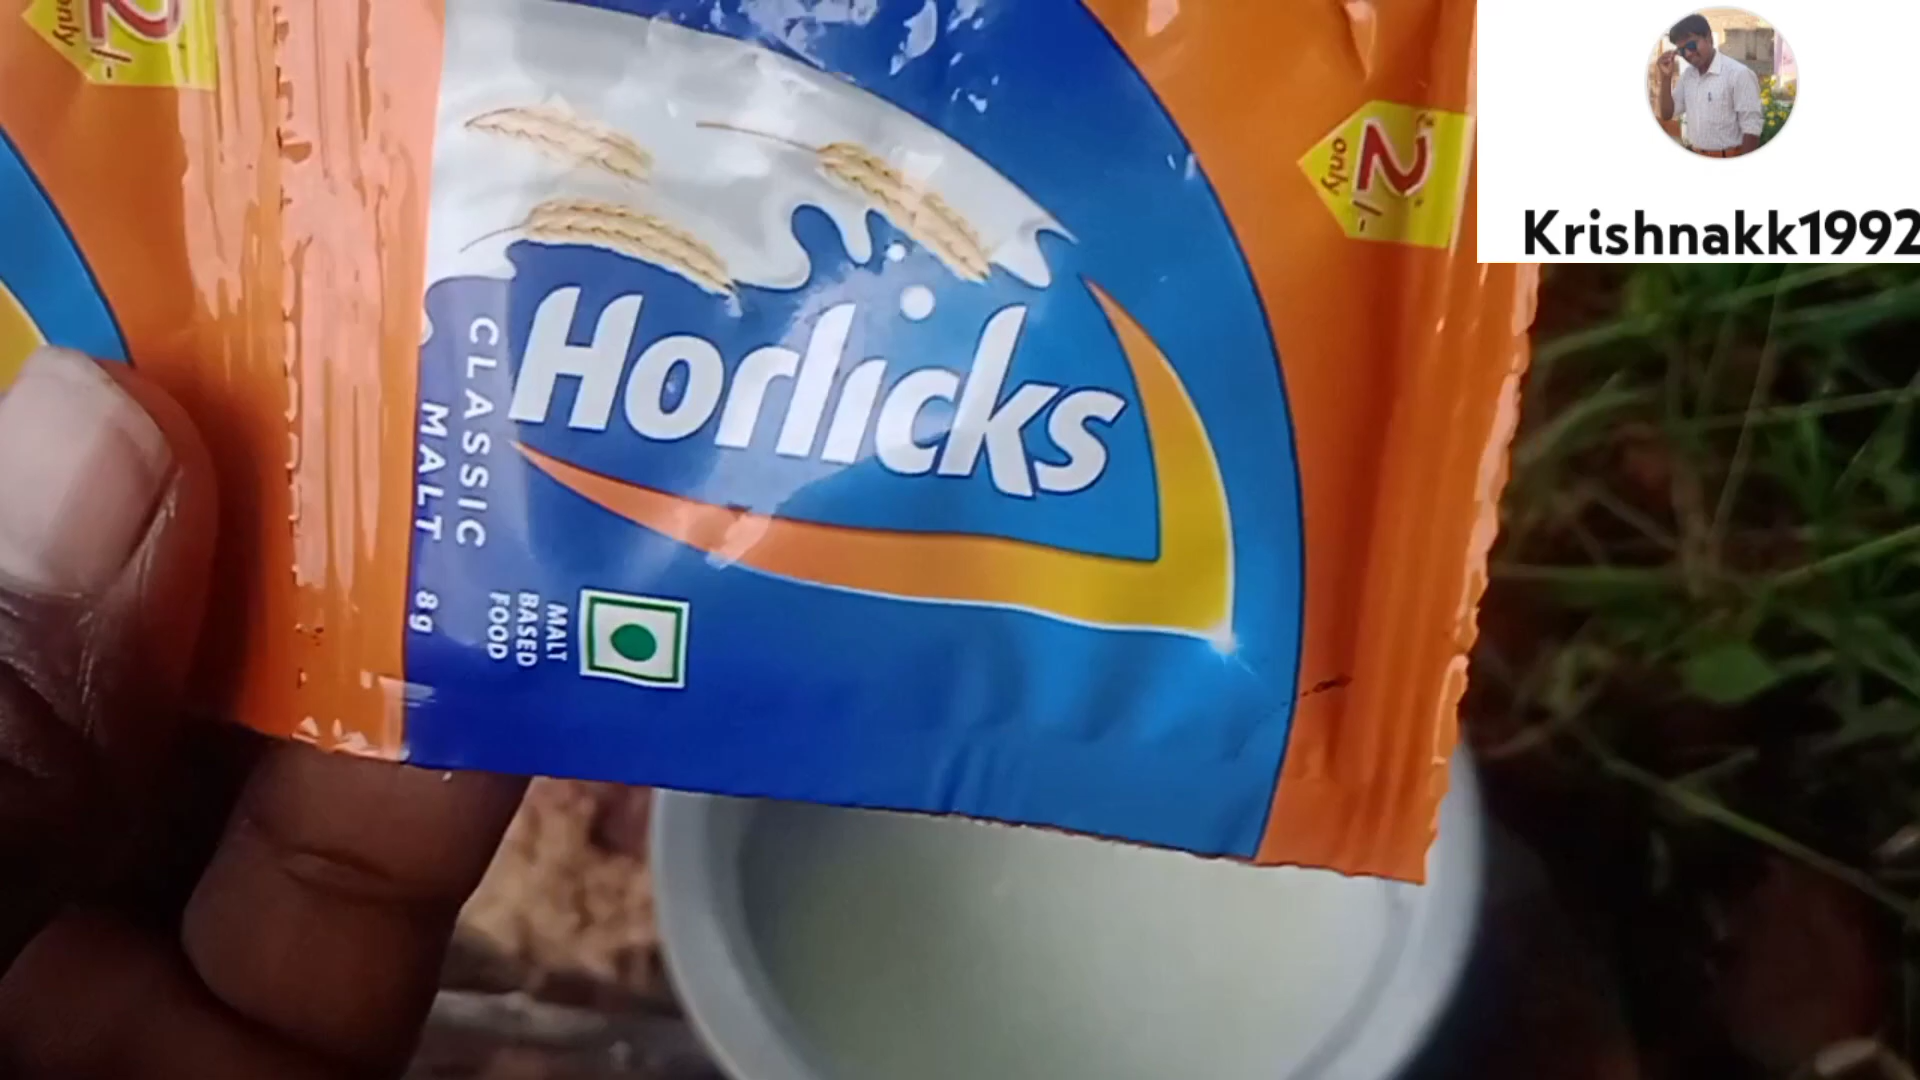 2/-
only
₹
2/-
only
Krishnakk1992
Horlicks
CLASSIC
MALT 8g
MALT
BASED
FOOD